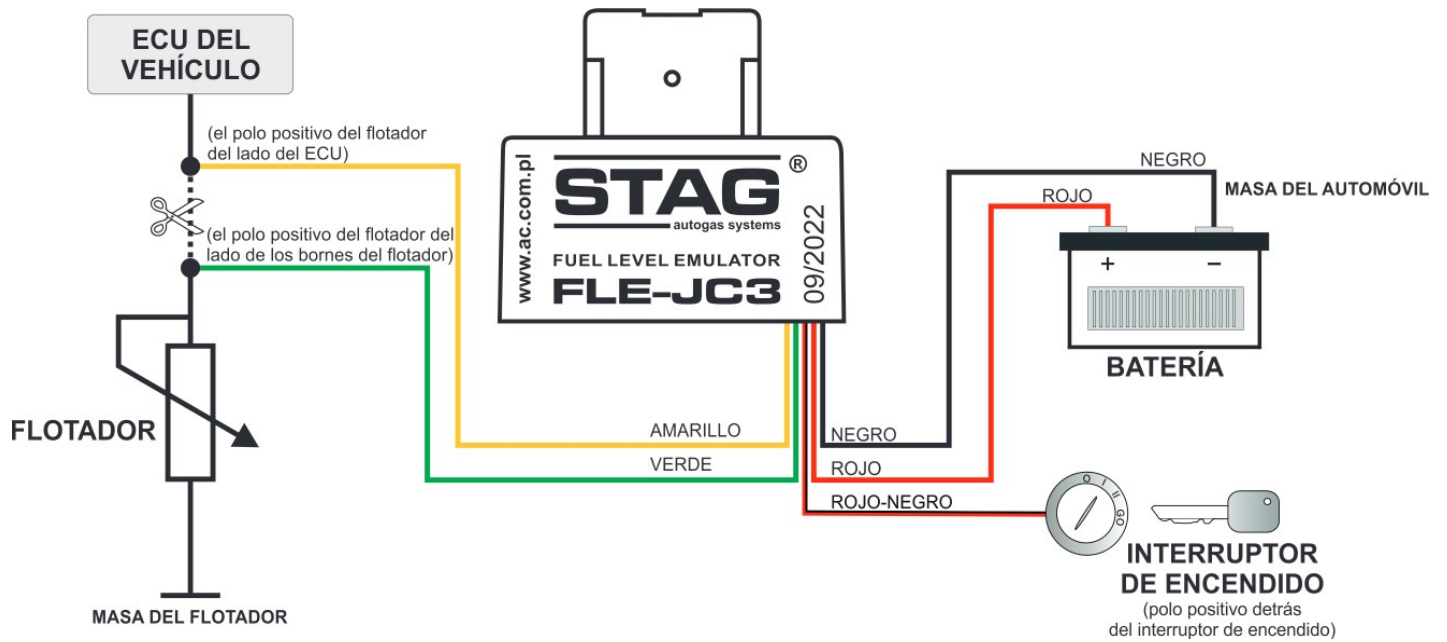 ECU DEL
VEHÍCULO
(el polo positivo del flotador
del lado del ECU)
(el polo positivo del flotador del
lado de los bornes del flotador)
FLOTADOR
MASA DEL FLOTADOR
www.ac.com.pl
STAG®
autogas systems
FUEL LEVEL EMULATOR
FLE-JC3
09/2022
AMARILLO
VERDE
NEGRO
ROJO
ROJO-NEGRO
NEGRO
MASA DEL AUTOMÓVIL
ROJO
+ −
BATERÍA
O I II GO
INTERRUPTOR
DE ENCENDIDO
(polo positivo detrás
del interruptor de encendido)